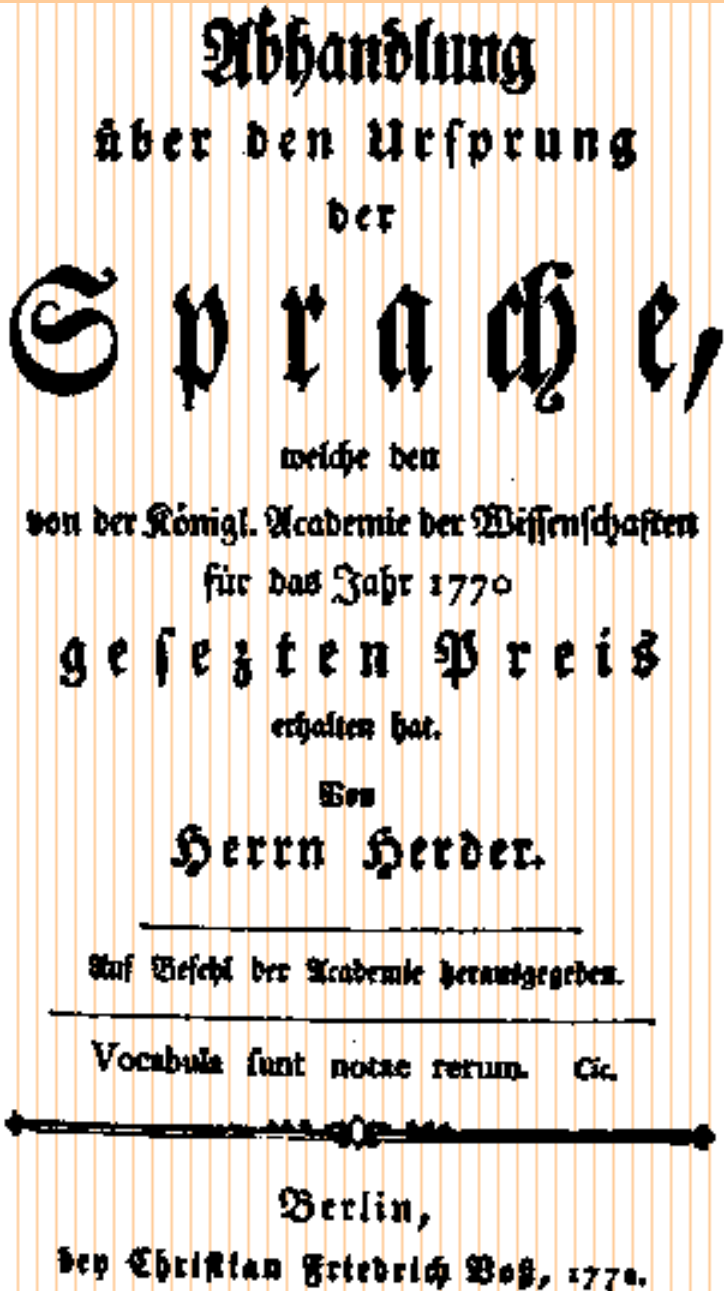 Abhandlung
über den Ursprung
der
Sprache,
welche den
von der Königl. Academie der Wissenschaften
für das Jahr 1770
gesezten Preis
erhalten hat.
Von
Herrn Herder.
Auf Befehl der Academie herausgegeben.
Vocabula sunt notae rerum. Cic.
Berlin,
bey Christian Friedrich Voß,